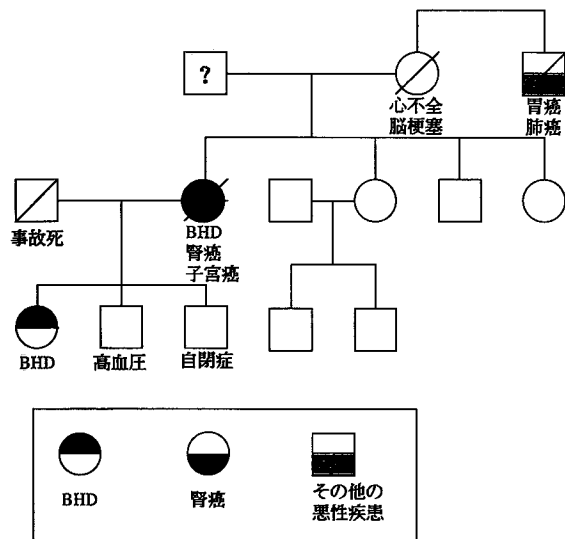 ?
心不全
脳梗塞
胃癌
肺癌
事故死
BHD
腎癌
子宮癌
BHD
高血圧
自閉症
BHD
腎癌
その他の
悪性疾患